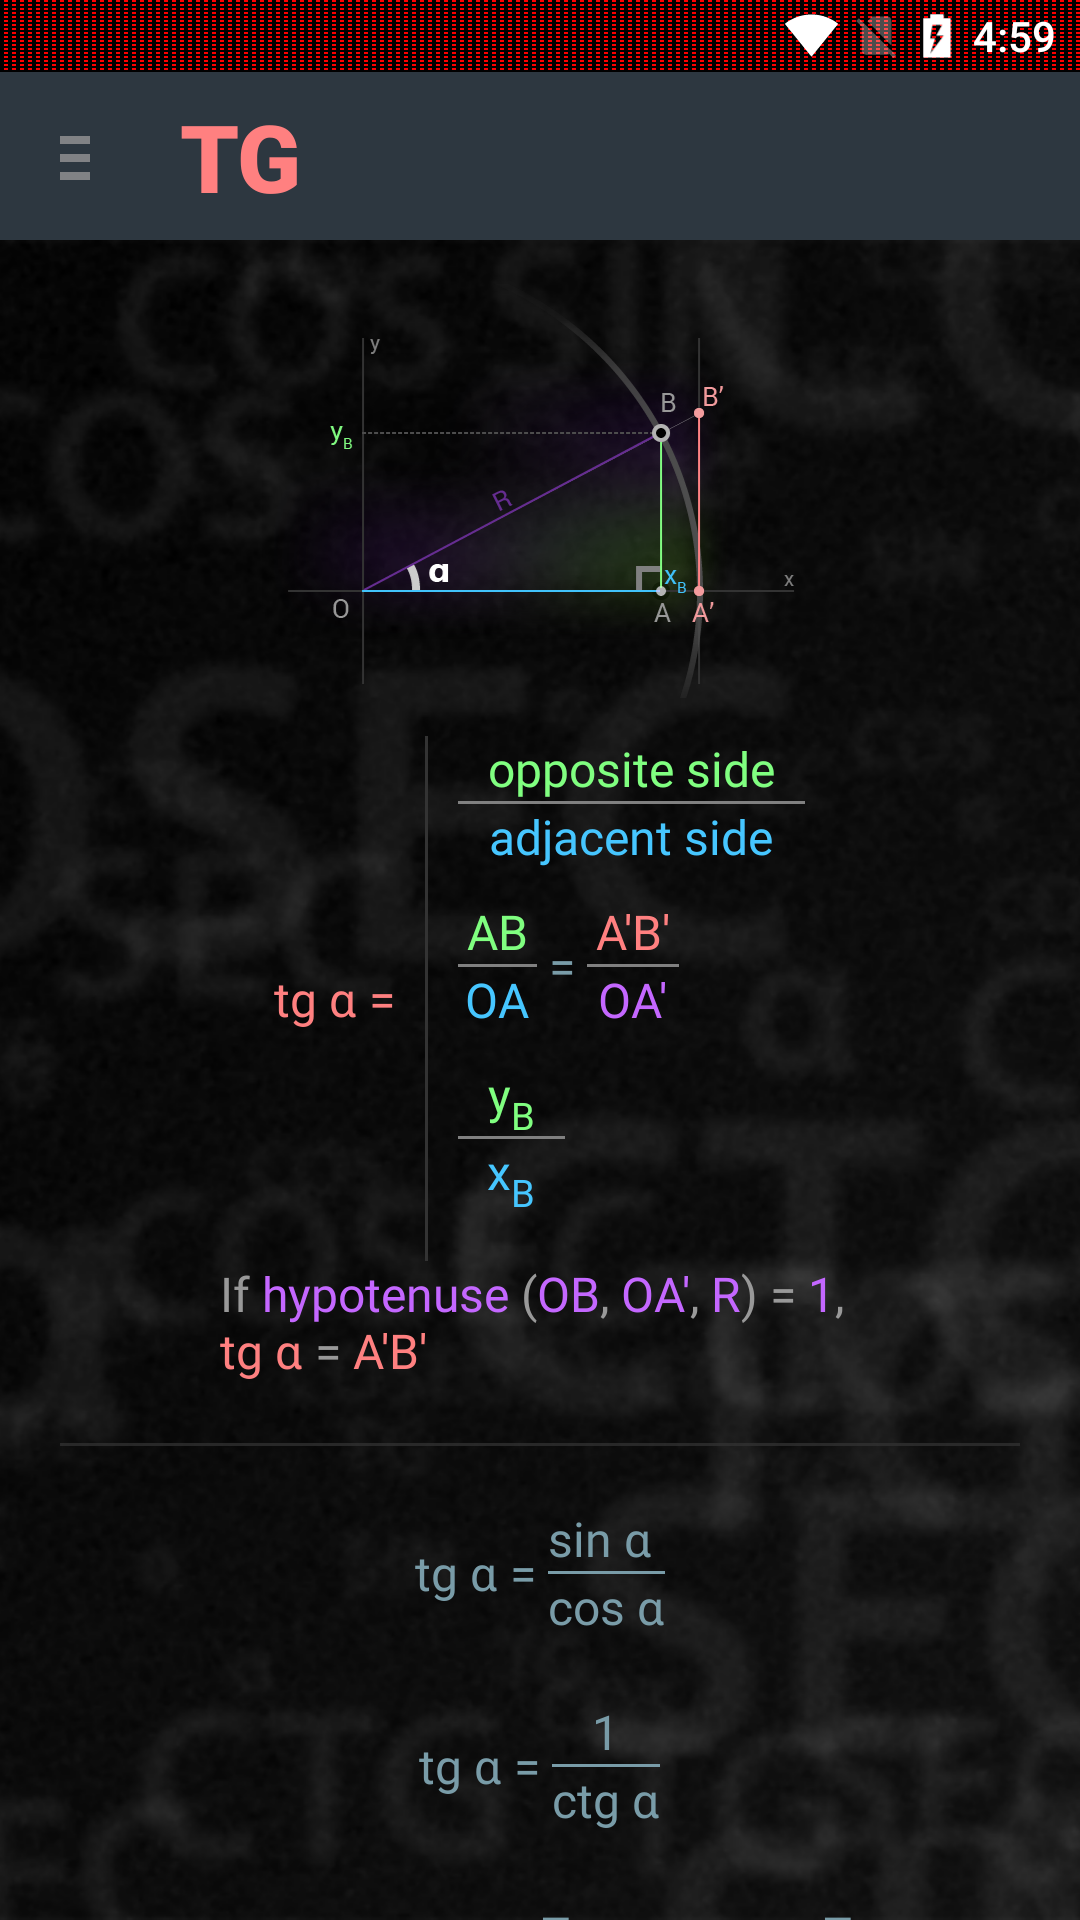 4:59
TG
y
B
B’
yB
R
α
xB
x
O
A
A’
opposite side
adjacent side
AB
A'B'
=
OA
OA'
tg α =
yB
xB
If hypotenuse (OB, OA', R) = 1,
tg α = A'B'
sin α
tg α =
cos α
1
tg α =
ctg α